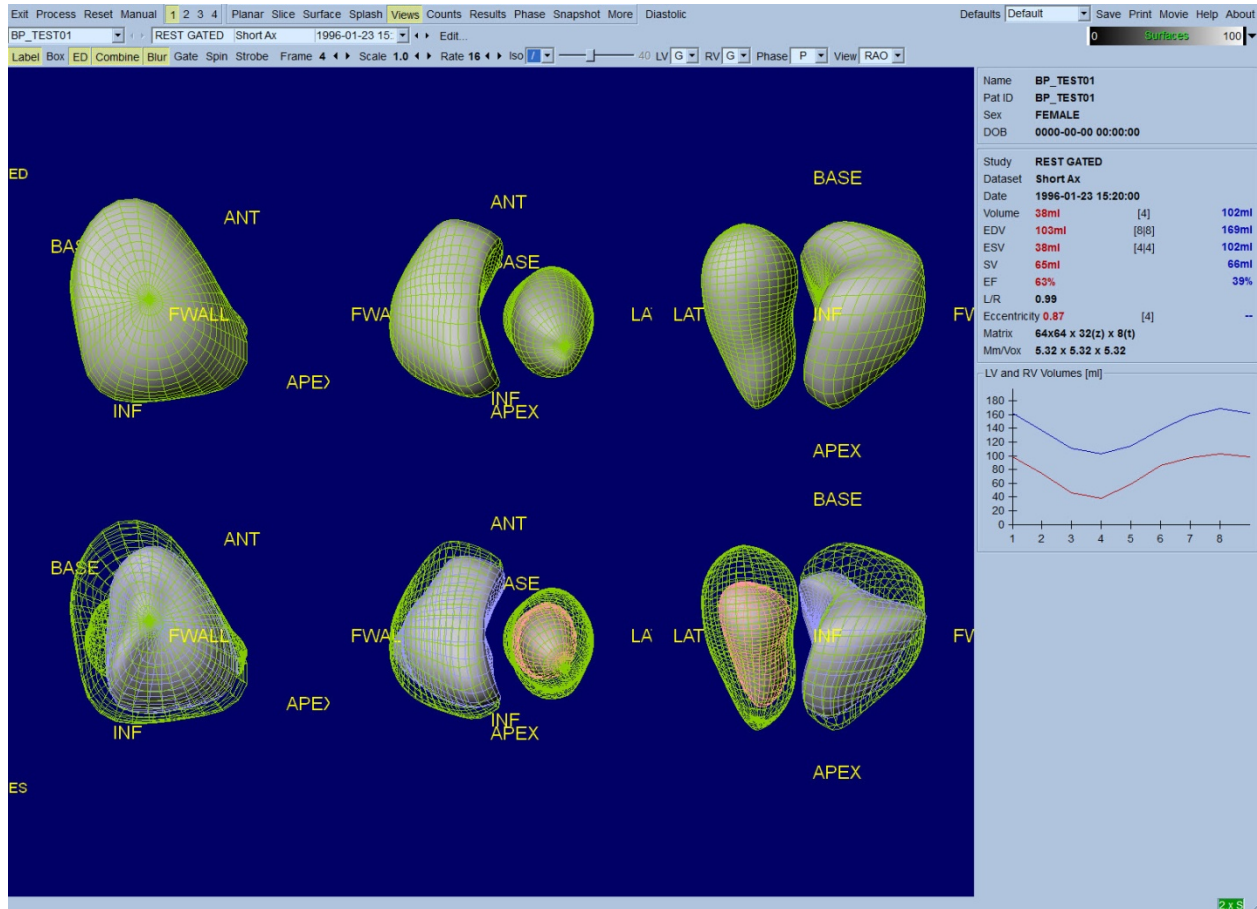 Exit Process Reset Manual 1 2 3 4 Planar Slice Surface Splash Views Counts Results Phase Snapshot More Diastolic Defaults Default Save Print Movie Help About
BP_TEST01 REST GATED Short Ax 1996-01-23 15: Edit... 0 Surfaces 100
Label Box ED Combine Blur Gate Spin Strobe Frame 4 Scale 1.0 Rate 16 Iso / 40 LV G RV G Phase P View RAO
ED
ANT
BAS
FWALL
APEX
INF
ANT
BASE
FWA
LA
INF
APEX
BASE
LAT
INF
FV
APEX
ANT
BASE
FWALL
APEX
INF
ANT
ASE
FWAL
LA
INF
APEX
BASE
LAT
INF
FW
APEX
ES
Name BP_TEST01
Pat ID BP_TEST01
Sex FEMALE
DOB 0000-00-00 00:00:00
Study REST GATED
Dataset Short Ax
Date 1996-01-23 15:20:00
Volume 38ml [4] 102ml
EDV 103ml [8|8] 169ml
ESV 38ml [4|4] 102ml
SV 65ml 66ml
EF 63% 39%
L/R 0.99
Eccentricity 0.87 [4] --
Matrix 64x64 x 32(z) x 8(t)
Mm/Vox 5.32 x 5.32 x 5.32
LV and RV Volumes [ml]
180
160
140
120
100
80
60
40
20
0
1 2 3 4 5 6 7 8
2 x S